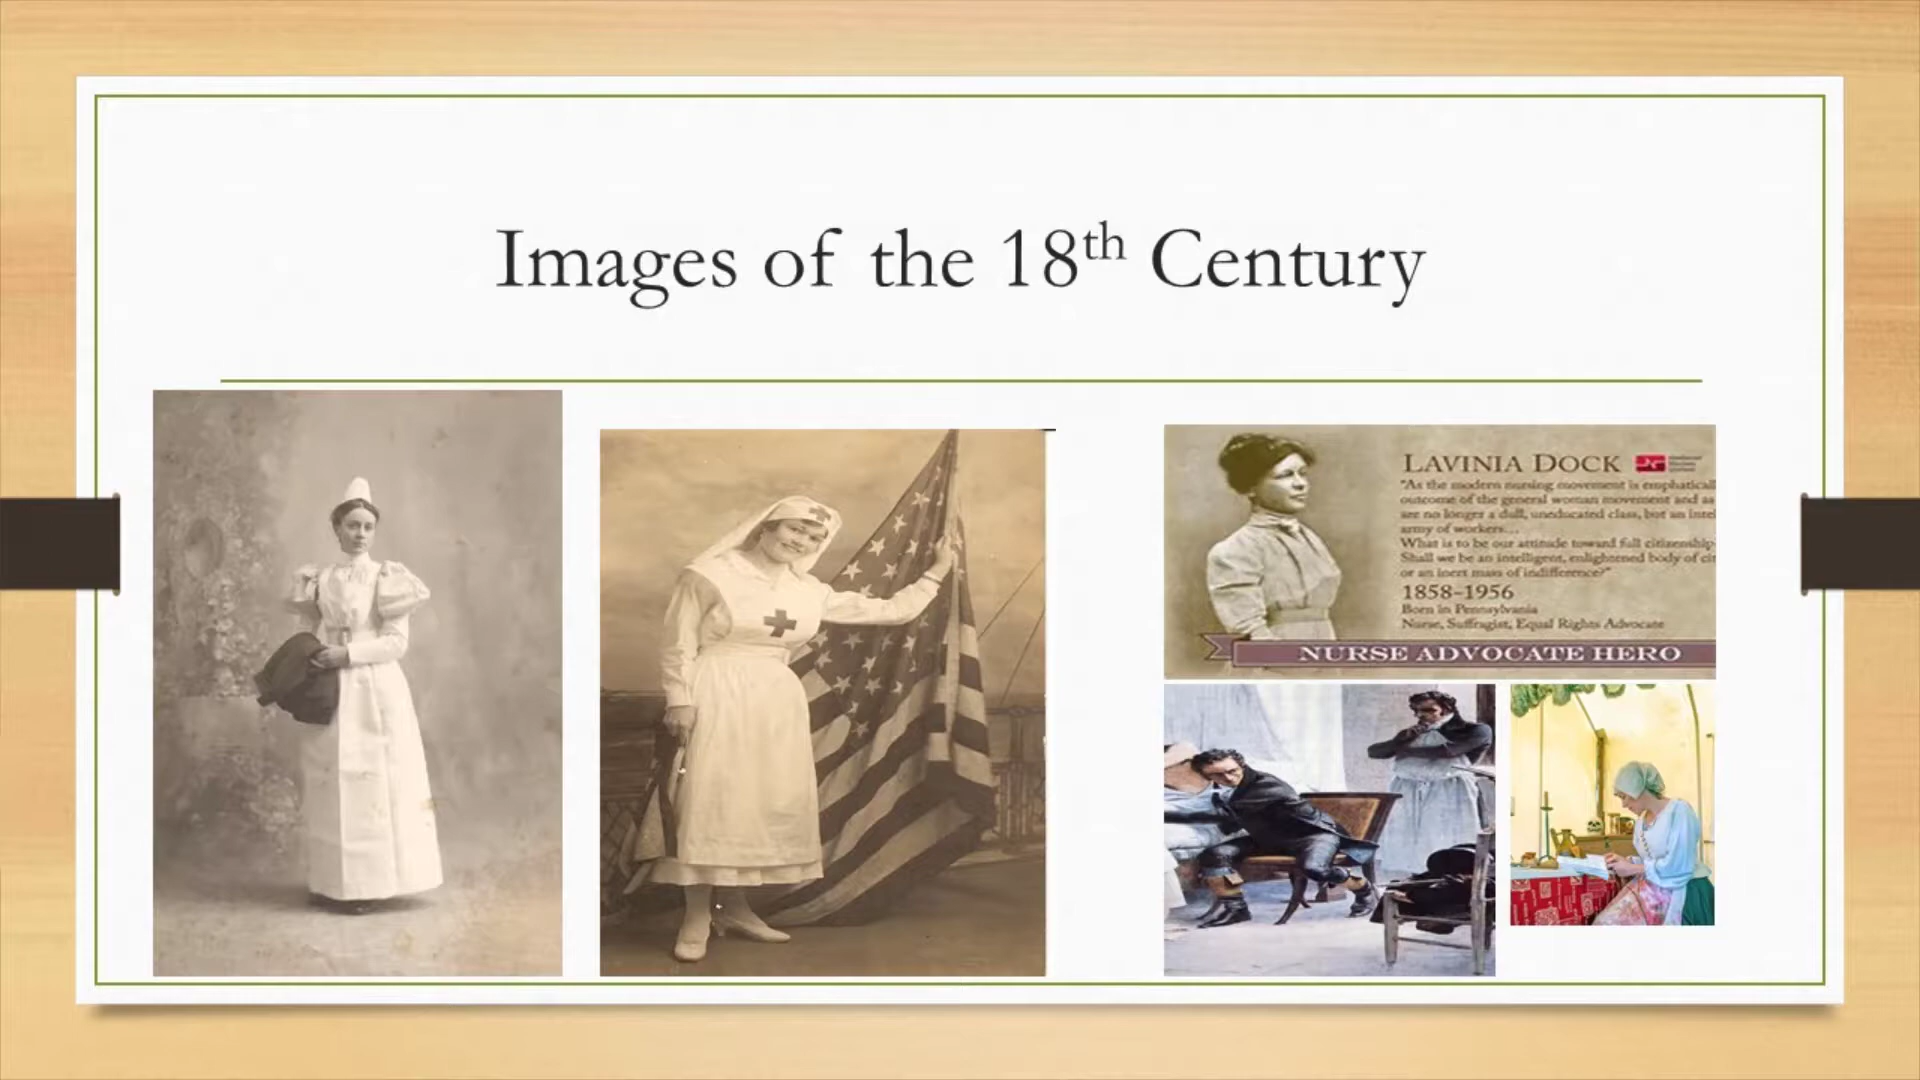 Images of the 18th Century
LAVINIA DOCK
"As the modern nursing movement is emphatical
outcome of the general woman movement and as
are no longer a dull, uneducated class, but an intel
army of workers...
What is to be our attitude toward full citizenship
Shall we be an intelligent, enlightened body of cit
or an inert mass of indifference?"
1858-1956
Born in Pennsylvania
Nurse, Suffragist, Equal Rights Advocate
NURSE ADVOCATE HERO